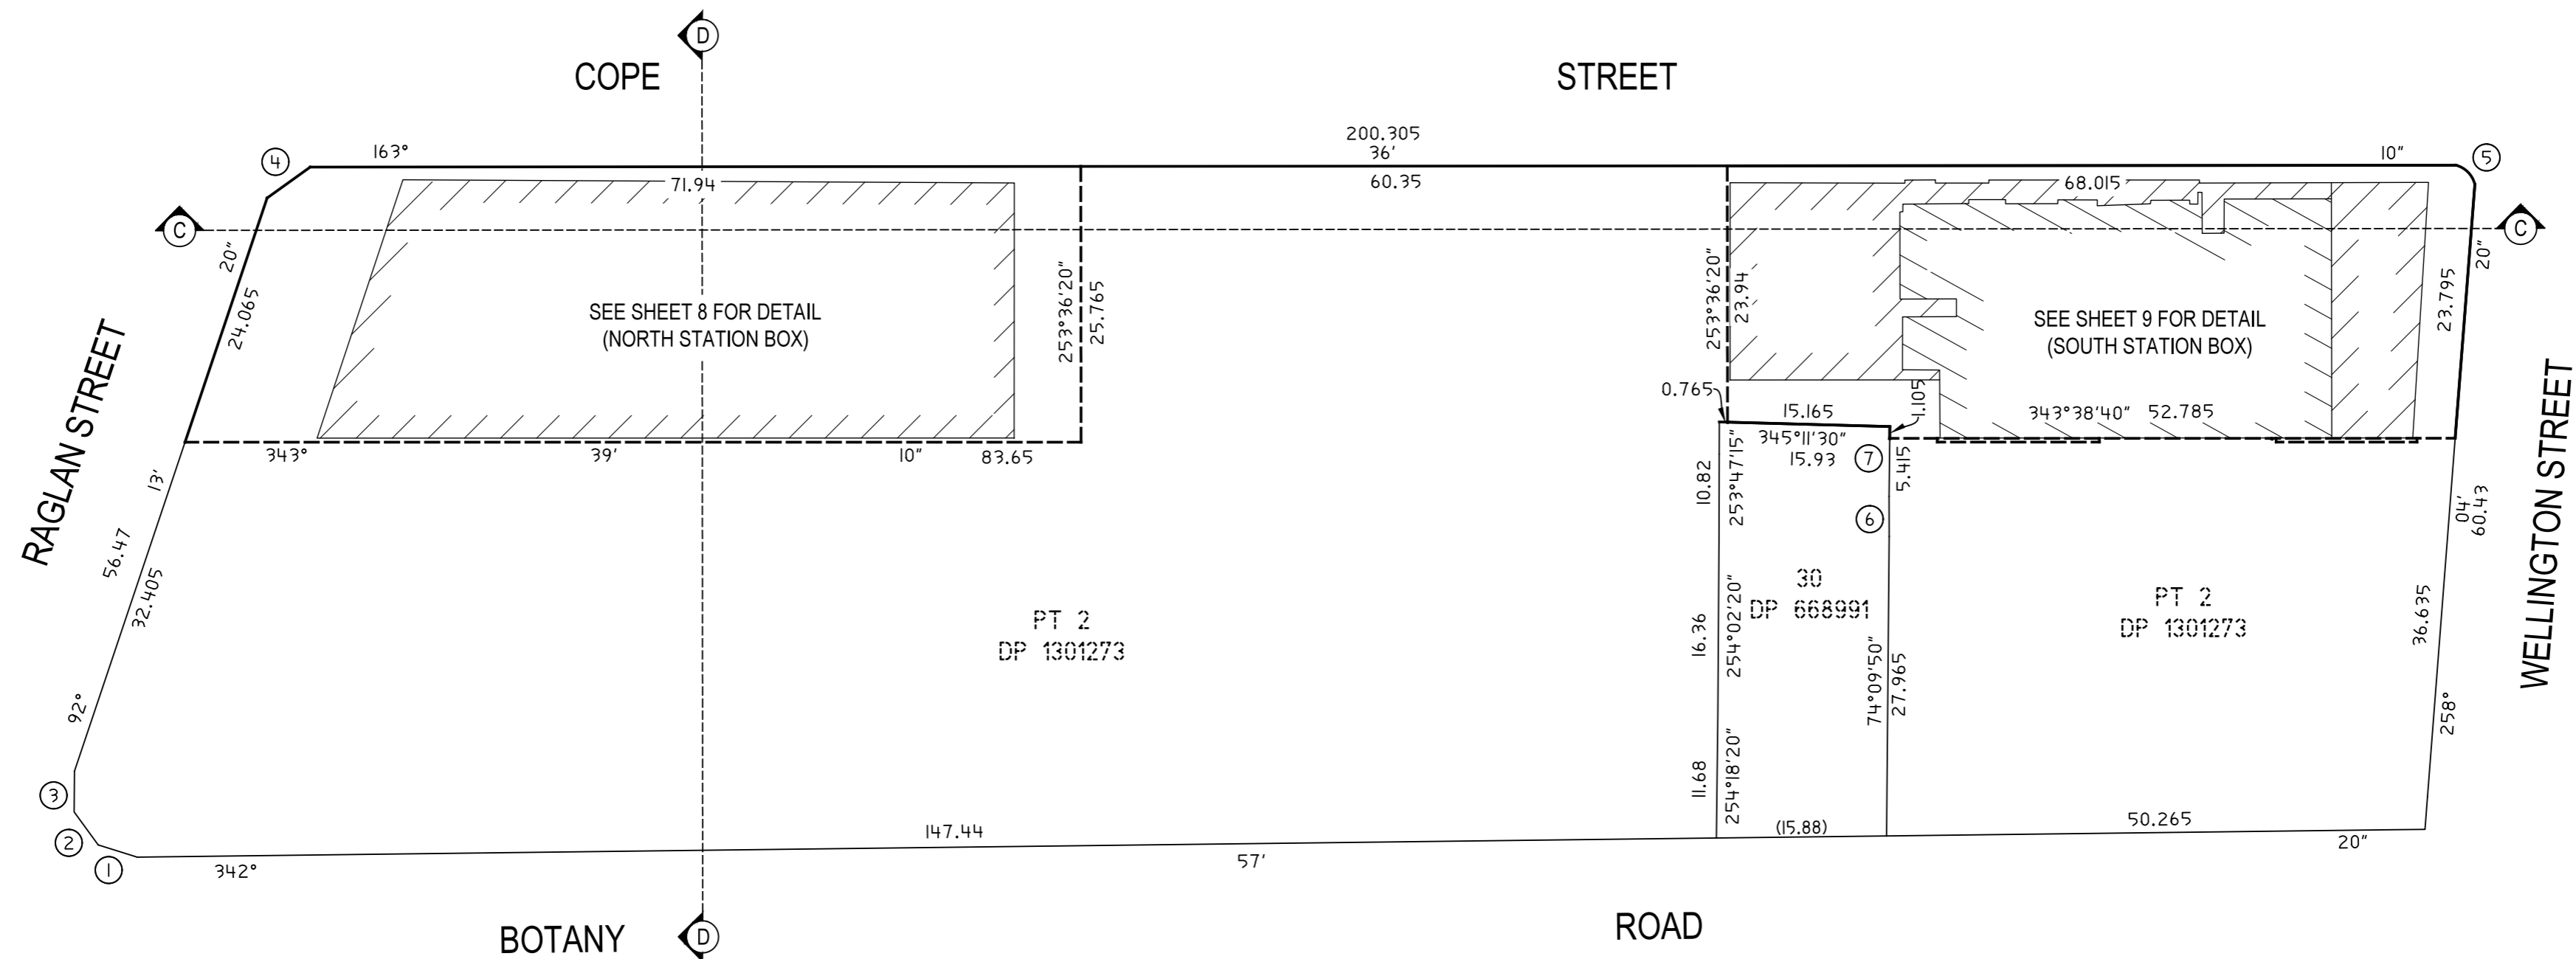 D
COPE
STREET
4
163°
200.305
36'
10"
5
71.94
60.35
68.015
C
C
20"
24.065
SEE SHEET 8 FOR DETAIL
(NORTH STATION BOX)
253°36'20"
25.765
253°36'20"
23.94
SEE SHEET 9 FOR DETAIL
(SOUTH STATION BOX)
20"
23.795
RAGLAN STREET
WELLINGTON STREET
0.765
15.165
1.105
343°38'40" 52.785
343°
39'
10"
83.65
345°11'30"
15.93
7
5.415
6
10.82
253°47'15"
13'
56.47
32.405
92°
04'
60.43
36.635
258°
PT 2
DP 1301273
16.36
254°02'20"
30
DP 668991
74°09'50"
27.965
PT 2
DP 1301273
11.68
254°18'20"
3
2
1
342°
147.44
57'
(15.88)
50.265
20"
BOTANY
D
ROAD